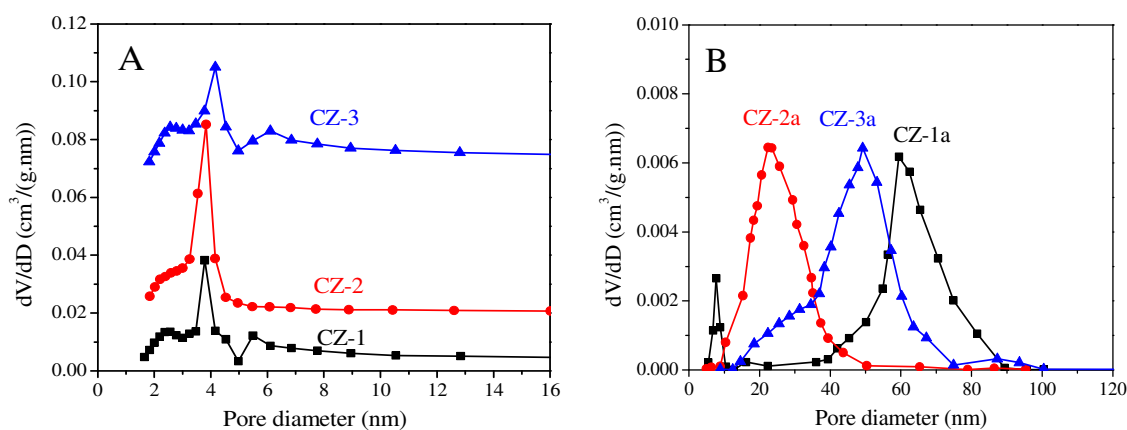 A
dV/dD (cm³/(g.nm))
0.12
0.10
0.08
0.06
0.04
0.02
0.00
CZ-3
CZ-2
CZ-1
0 2 4 6 8 10 12 14 16
Pore diameter (nm)
B
dV/dD (cm³/(g.nm))
0.010
0.008
0.006
0.004
0.002
0.000
CZ-2a CZ-3a CZ-1a
0 20 40 60 80 100 120
Pore diameter (nm)